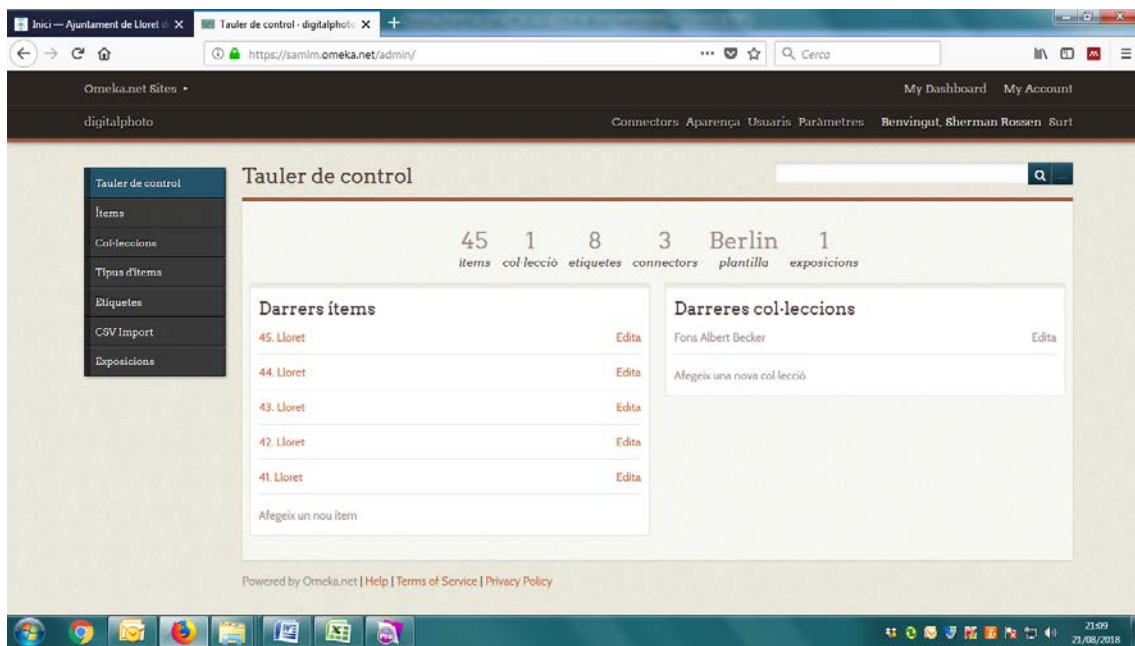 Inici — Ajuntament de Lloret d
Tauler de control · digitalphoto
https://samlm.omeka.net/admin/
Cerca
Omeka.net Sites
My Dashboard My Account
digitalphoto
Connectors Aparença Usuaris Paràmetres Benvingut, Sherman Rossen Surt
Tauler de control
Ítems
Col·leccions
Tipus d'ítems
Etiquetes
CSV Import
Exposicions
Tauler de control
45 1 8 3 Berlin 1
ítems col·lecció etiquetes connectors plantilla exposicions
Darrers ítems
45. Lloret Edita
44. Lloret Edita
43. Lloret Edita
42. Lloret Edita
41. Lloret Edita
Afegeix un nou ítem
Darreres col·leccions
Fons Albert Becker Edita
Afegeix una nova col·lecció
Powered by Omeka.net | Help | Terms of Service | Privacy Policy
21:09
21/08/2018